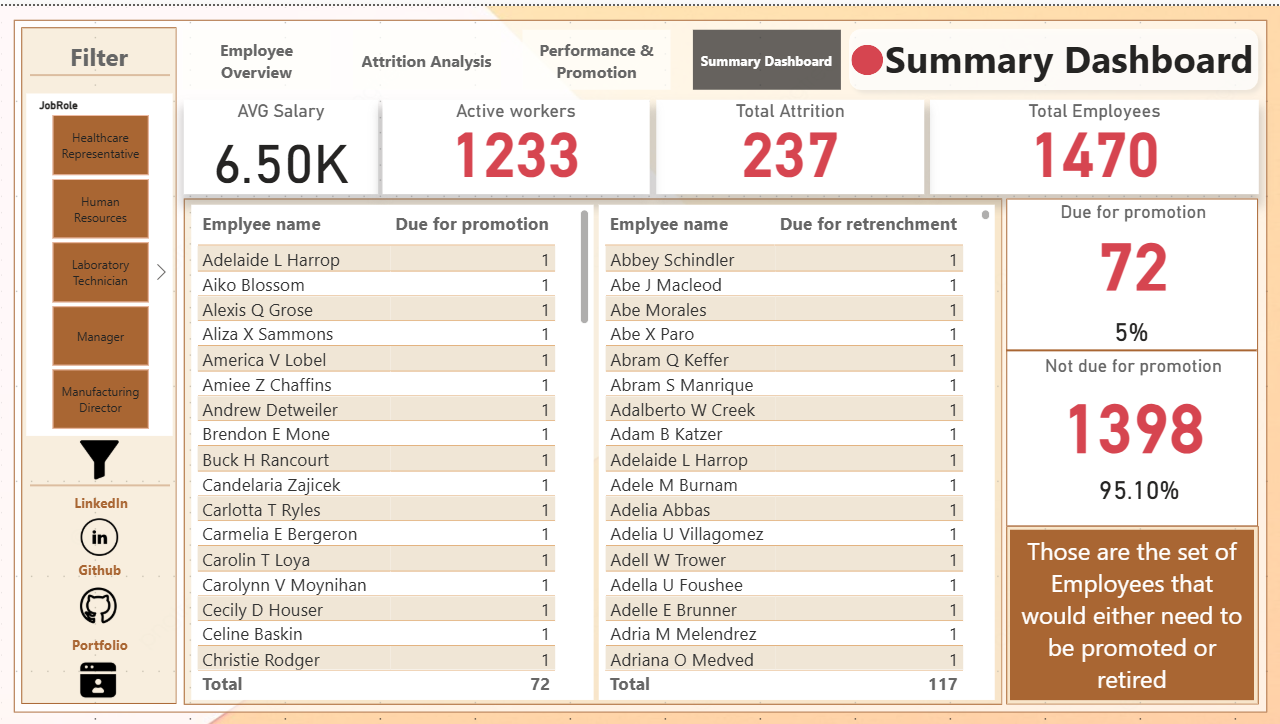 Filter
JobRole
Healthcare
Representative
Human
Resources
Laboratory
Technician
Manager
Manufacturing
Director
LinkedIn
in
Github
Portfolio
Employee
Overview
Attrition Analysis
Performance &
Promotion
Summary Dashboard
Summary Dashboard
AVG Salary
6.50K
Active workers
1233
Total Attrition
237
Total Employees
1470
Emplyee name Due for promotion
Adelaide L Harrop 1
Aiko Blossom 1
Alexis Q Grose 1
Aliza X Sammons 1
America V Lobel 1
Amiee Z Chaffins 1
Andrew Detweiler 1
Brendon E Mone 1
Buck H Rancourt 1
Candelaria Zajicek 1
Carlotta T Ryles 1
Carmelia E Bergeron 1
Carolin T Loya 1
Carolynn V Moynihan 1
Cecily D Houser 1
Celine Baskin 1
Christie Rodger 1
Total 72
Emplyee name Due for retrenchment
Abbey Schindler 1
Abe J Macleod 1
Abe Morales 1
Abe X Paro 1
Abram Q Keffer 1
Abram S Manrique 1
Adalberto W Creek 1
Adam B Katzer 1
Adelaide L Harrop 1
Adele M Burnam 1
Adelia Abbas 1
Adelia U Villagomez 1
Adell W Trower 1
Adella U Foushee 1
Adelle E Brunner 1
Adria M Melendrez 1
Adriana O Medved 1
Total 117
Due for promotion
72
5%
Not due for promotion
1398
95.10%
Those are the set of
Employees that
would either need to
be promoted or
retired